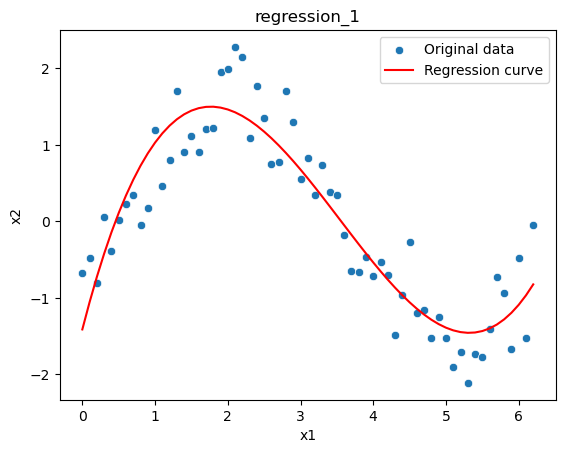 regression_1
Original data
Regression curve
2
1
0
−1
−2
x2
0
1
2
3
4
5
6
x1